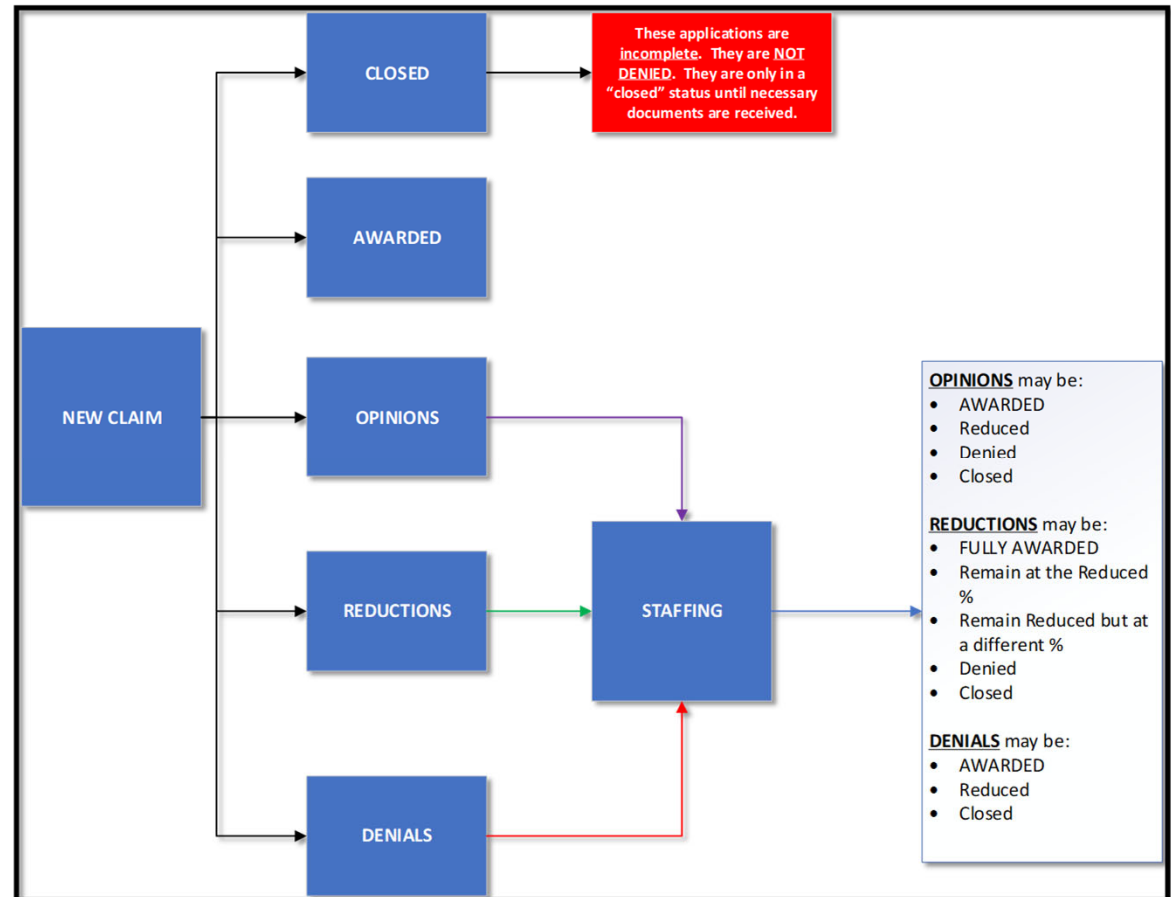 CLOSED
These applications are
incomplete. They are NOT
DENIED. They are only in a
“closed” status until necessary
documents are received.
AWARDED
NEW CLAIM
OPINIONS
REDUCTIONS
STAFFING
DENIALS
OPINIONS may be:
• AWARDED
• Reduced
• Denied
• Closed
REDUCTIONS may be:
• FULLY AWARDED
• Remain at the Reduced
%
• Remain Reduced but at
a different %
• Denied
• Closed
DENIALS may be:
• AWARDED
• Reduced
• Closed